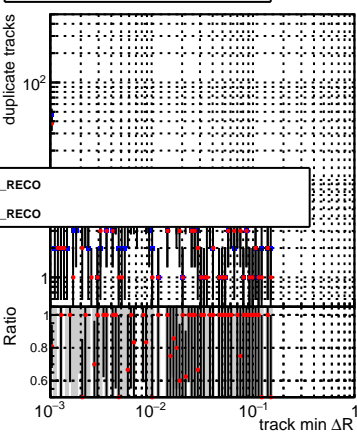 duplicate tracks
10²
_RECO
_RECO
1
Ratio
1
0.8
0.6
10⁻³ 10⁻² 10⁻¹ 1
track min ΔR